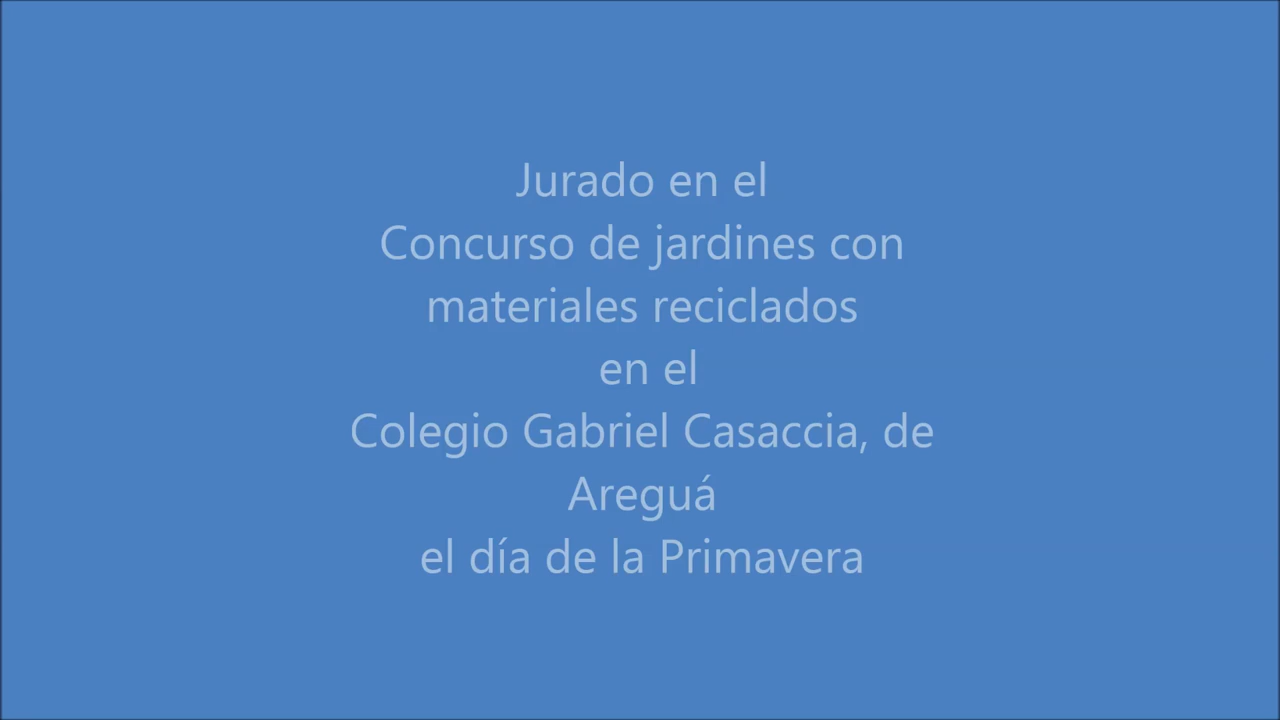 Jurado en el
Concurso de jardines con
materiales reciclados
en el
Colegio Gabriel Casaccia, de
Areguá
el día de la Primavera